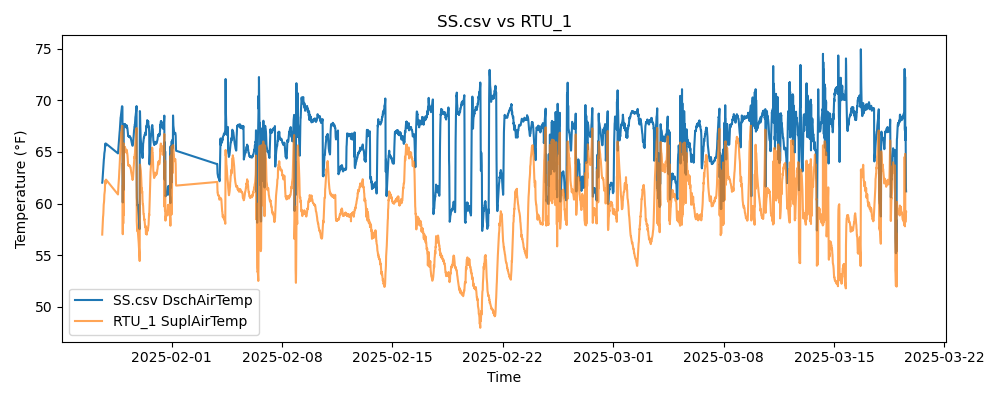 SS.csv vs RTU_1
Temperature (°F)
75
70
65
60
55
50
SS.csv DschAirTemp
RTU_1 SuplAirTemp
2025-02-01 2025-02-08 2025-02-15 2025-02-22 2025-03-01 2025-03-08 2025-03-15 2025-03-22
Time